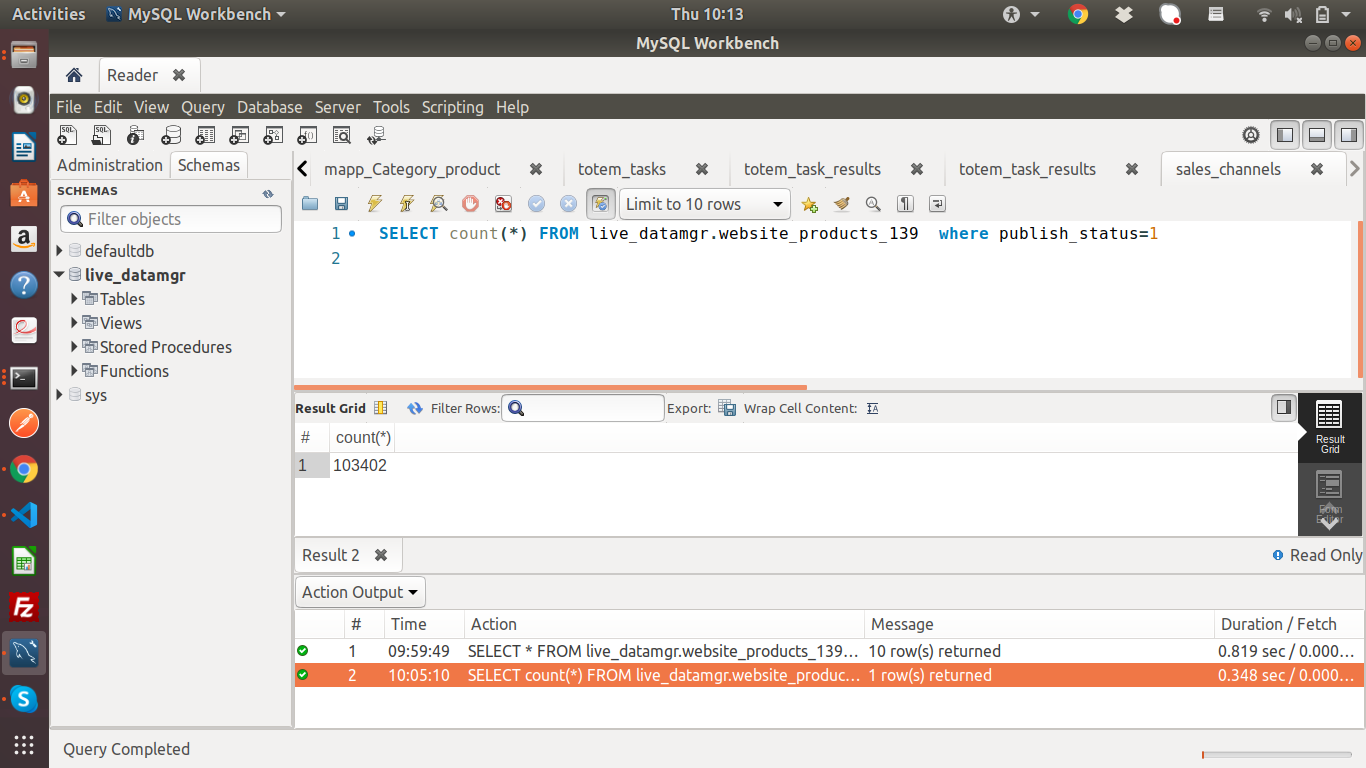 Activities MySQL Workbench Thu 10:13
MySQL Workbench
Reader
File Edit View Query Database Server Tools Scripting Help
Administration Schemas
mapp_Category_product totem_tasks totem_task_results totem_task_results sales_channels
SCHEMAS
Filter objects
Limit to 10 rows
defaultdb
live_datamgr
Tables
Views
Stored Procedures
Functions
sys
1 SELECT count(*) FROM live_datamgr.website_products_139 where publish_status=1
2
Result Grid Filter Rows: Export: Wrap Cell Content:
# count(*)
1 103402
Result Grid
Form Editor
Result 2 Read Only
Action Output
# Time Action Message Duration / Fetch
1 09:59:49 SELECT * FROM live_datamgr.website_products_139... 10 row(s) returned 0.819 sec / 0.000...
2 10:05:10 SELECT count(*) FROM live_datamgr.website_produc... 1 row(s) returned 0.348 sec / 0.000...
Query Completed